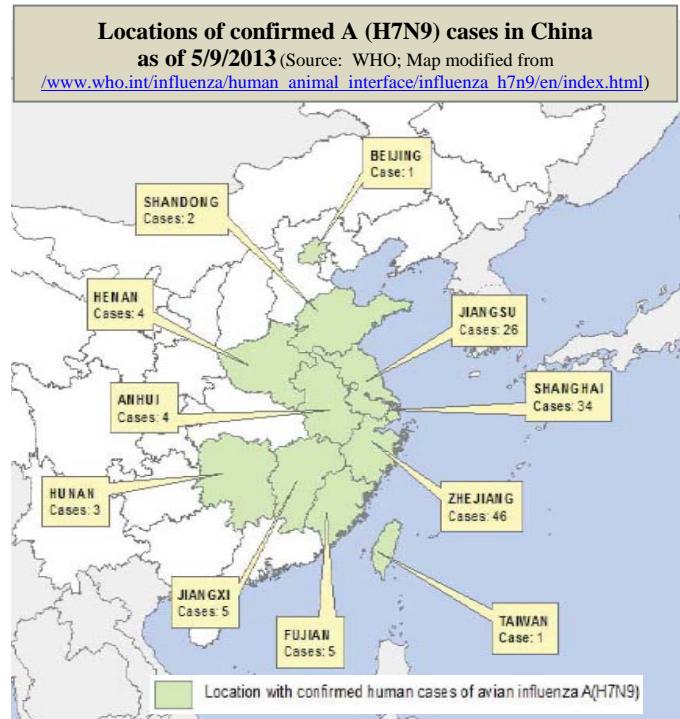 Locations of confirmed A (H7N9) cases in China
as of 5/9/2013 (Source:  WHO; Map modified from
/www.who.int/influenza/human_animal_interface/influenza_h7n9/en/index.html)
BEIJING
Case: 1
SHANDONG
Cases: 2
HENAN
Cases: 4
JIANGSU
Cases: 26
ANHUI
Cases: 4
SHANGHAI
Cases: 34
HUNAN
Cases: 3
ZHEJIANG
Cases: 46
JIANGXI
Cases: 5
FUJIAN
Cases: 5
TAIWAN
Case: 1
Location with confirmed human cases of avian influenza A(H7N9)